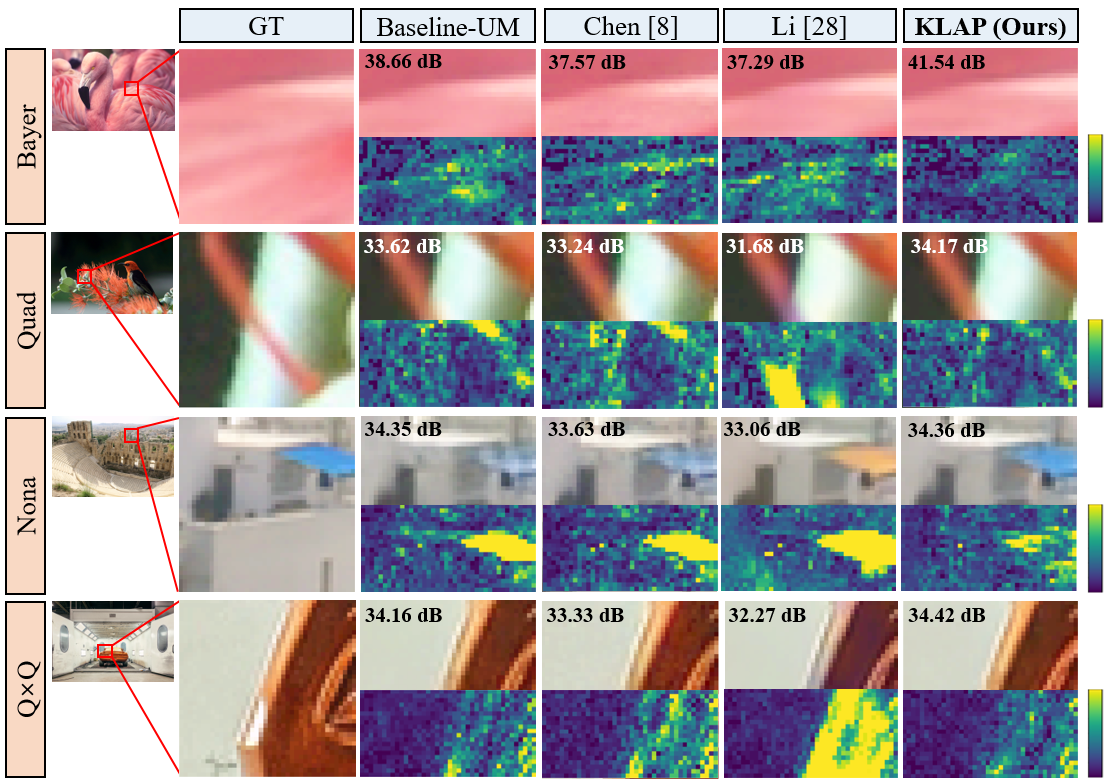 GT Baseline-UM Chen [8] Li [28] KLAP (Ours)
Bayer
38.66 dB 37.57 dB 37.29 dB 41.54 dB
Quad
33.62 dB 33.24 dB 31.68 dB 34.17 dB
Nona
34.35 dB 33.63 dB 33.06 dB 34.36 dB
Q×Q
34.16 dB 33.33 dB 32.27 dB 34.42 dB